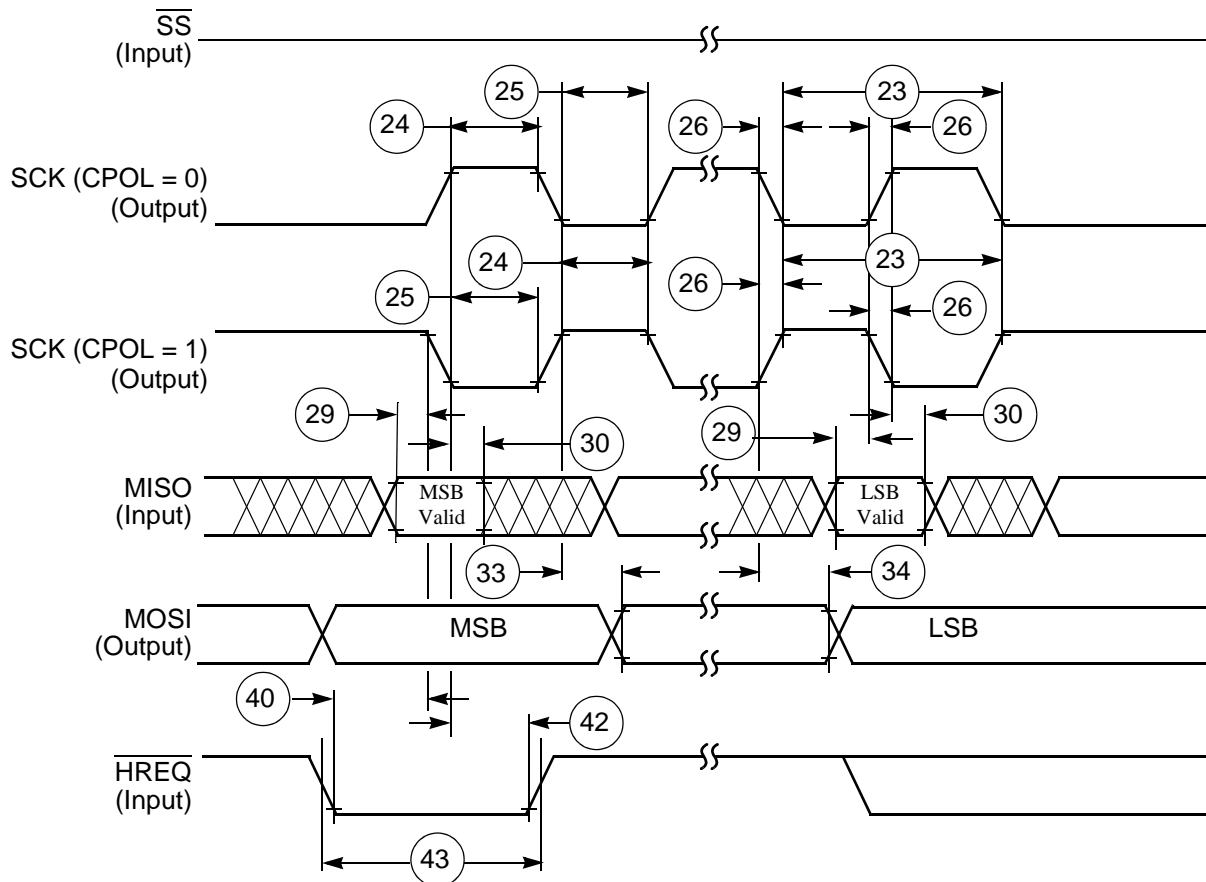 SS
(Input)
25
23
24
26
26
SCK (CPOL = 0)
(Output)
24
23
25
26
26
SCK (CPOL = 1)
(Output)
29
30
29
30
MISO
(Input)
MSB
Valid
LSB
Valid
33
34
MOSI
(Output)
MSB
LSB
40
42
HREQ
(Input)
43